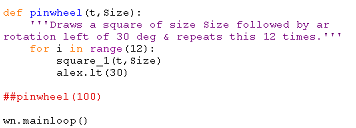 def pinwheel(t,Size):
    '''Draws a square of size Size followed by ar
rotation left of 30 deg & repeats this 12 times.'''
    for i in range(12):
        square_1(t,Size)
        alex.lt(30)
##pinwheel(100)
wn.mainloop()